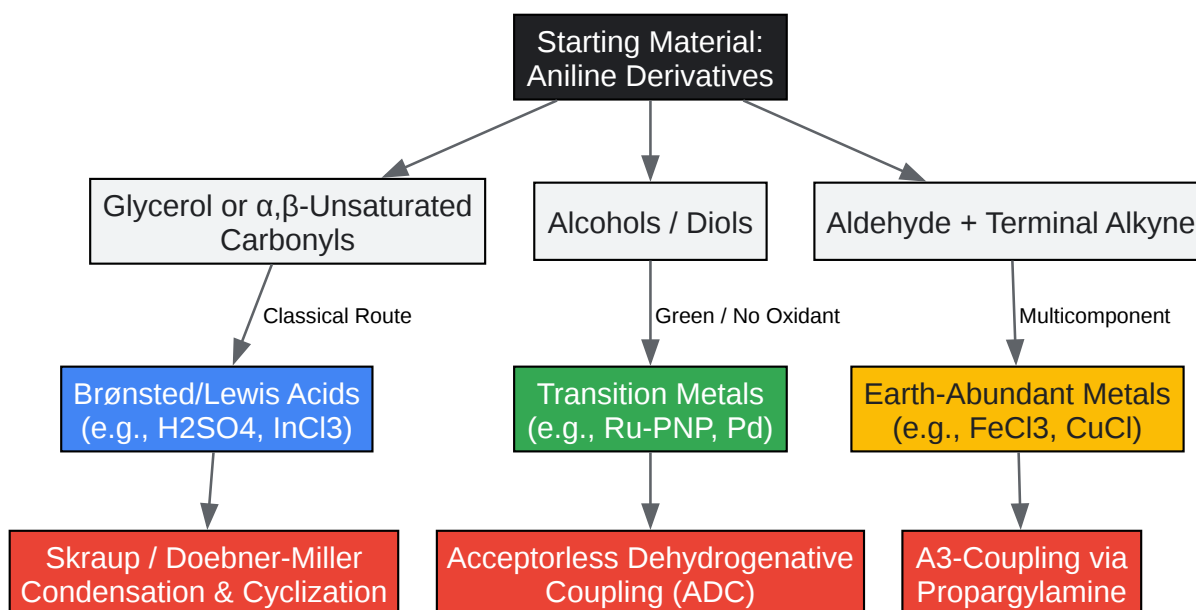 Starting Material:
Aniline Derivatives
Glycerol or α,β-Unsaturated
Carbonyls
Alcohols / Diols
Aldehyde + Terminal Alkyne
Classical Route
Green / No Oxidant
Multicomponent
Brønsted/Lewis Acids
(e.g., H2SO4, InCl3)
Transition Metals
(e.g., Ru-PNP, Pd)
Earth-Abundant Metals
(e.g., FeCl3, CuCl)
Skraup / Doebner-Miller
Condensation & Cyclization
Acceptorless Dehydrogenative
Coupling (ADC)
A3-Coupling via
Propargylamine